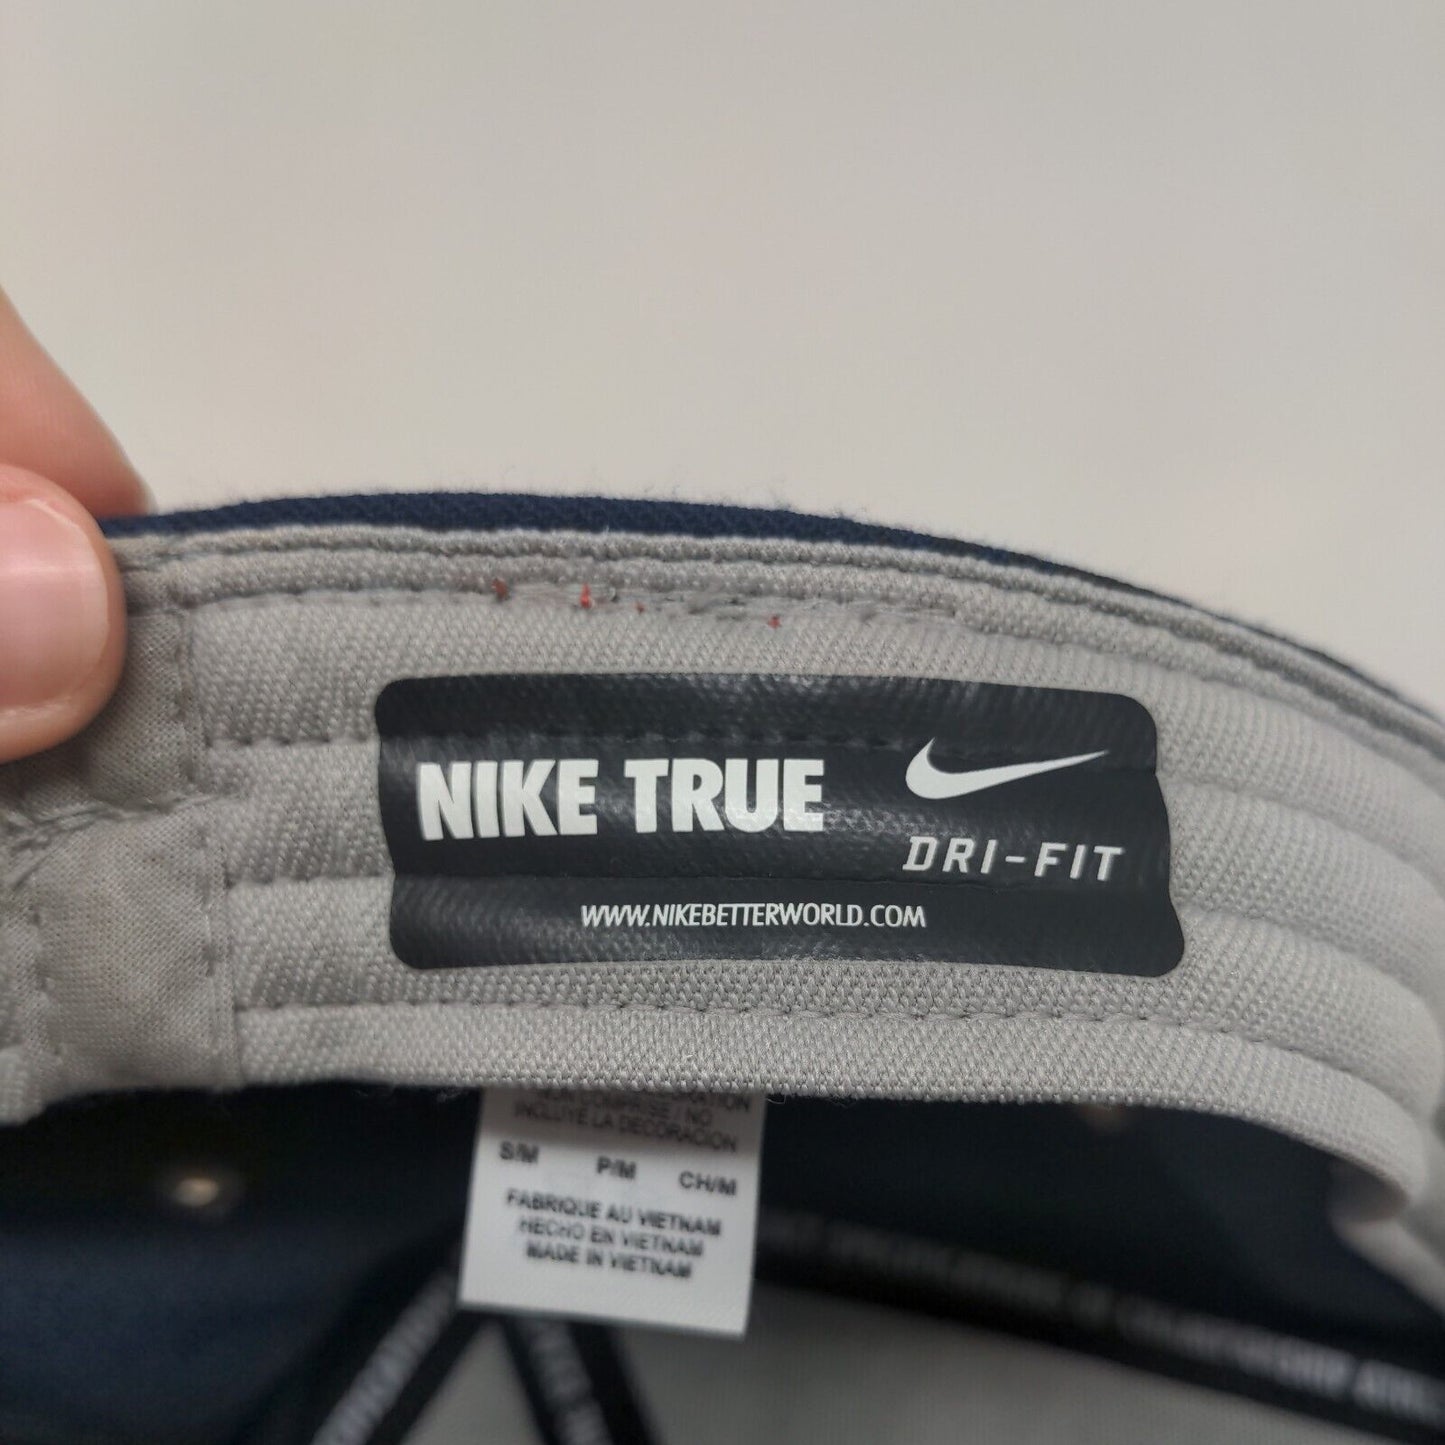 NIKE TRUE
DRI-FIT
WWW.NIKEBETTERWORLD.COM
INCLUYE LA DECORACION
S/M P/M CH/M
FABRIQUE AU VIETNAM
HECHO EN VIETNAM
MADE IN VIETNAM